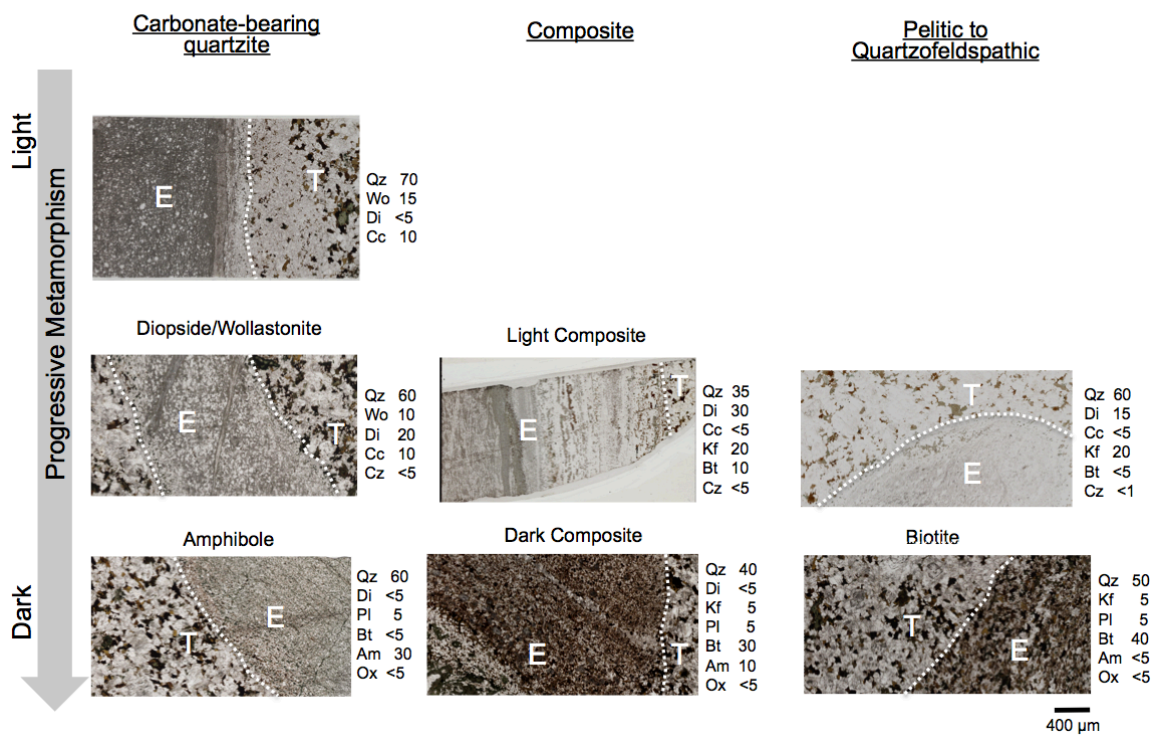 Carbonate-bearing
quartzite
Composite
Pelitic to
Quartzofeldspathic
Light
Progressive Metamorphism
Dark
E
T
Qz 70
Wo 15
Di <5
Cc 10
Diopside/Wollastonite
E
T
Qz 60
Wo 10
Di 20
Cc 10
Cz <5
Light Composite
E
T
Qz 35
Di 30
Cc <5
Kf 20
Bt 10
Cz <5
T
E
Qz 60
Di 15
Cc <5
Kf 20
Bt <5
Cz <1
Amphibole
T
E
Qz 60
Di <5
Pl 5
Bt <5
Am 30
Ox <5
Dark Composite
E
T
Qz 40
Di <5
Kf 5
Pl 5
Bt 30
Am 10
Ox <5
Biotite
T
E
Qz 50
Kf 5
Pl 5
Bt 40
Am <5
Ox <5
400 µm